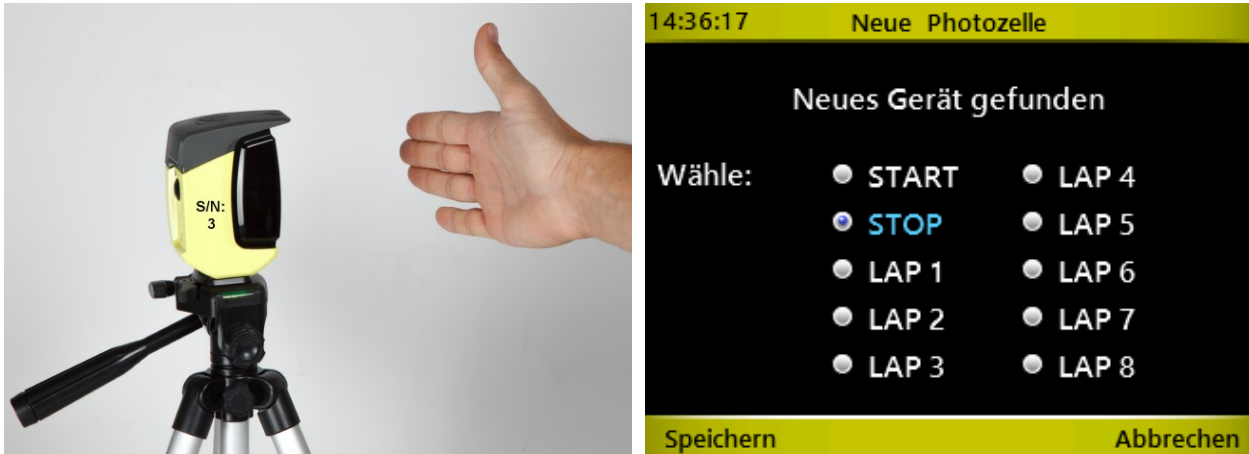 S/N:
3
14:36:17 Neue Photozelle
Neues Gerät gefunden
Wähle:
START
STOP
LAP 1
LAP 2
LAP 3
LAP 4
LAP 5
LAP 6
LAP 7
LAP 8
Speichern Abbrechen